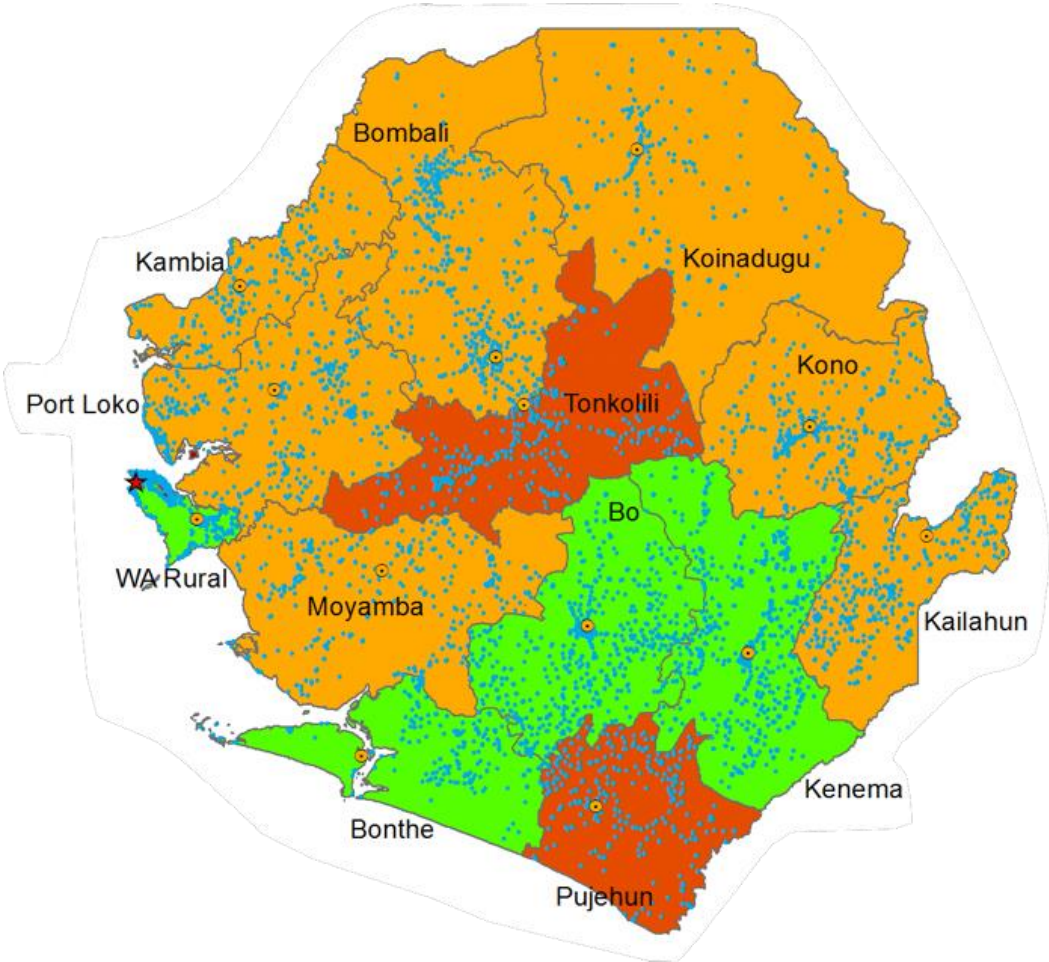 Bombali
Kambia
Koinadugu
Kono
Port Loko
Tonkolili
Bo
WA Rural
Moyamba
Kailahun
Kenema
Bonthe
Pujehun